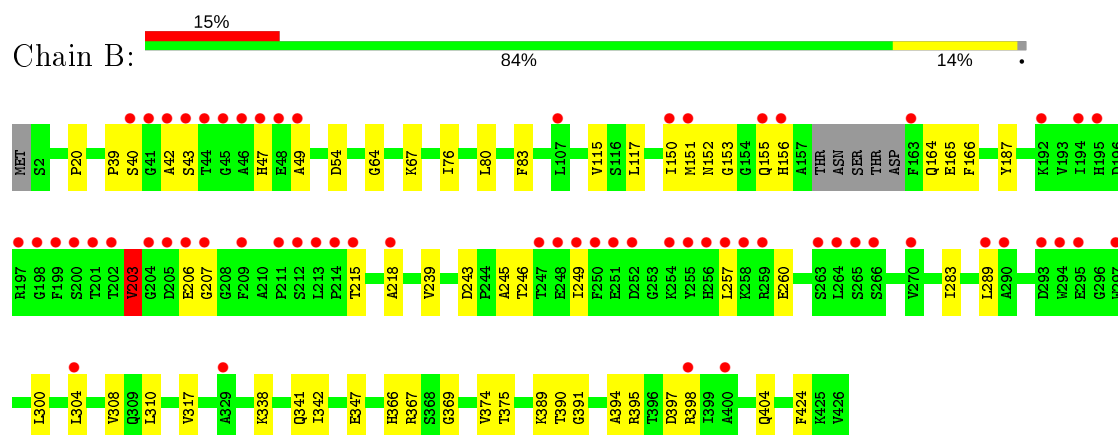 15%
Chain B:
84%
14%
MET S2 P20 P39 S40 G41 A42 S43 T44 G45 A46 H47 E48 A49 D54 G64 K67 I76 L80 F83 L107 V115 S116 L117 I150 M151 N152 G153 G154 Q155 H156 A157 THR ASN SER THR ASP F163 Q164 E165 F166 Y187 K192 V193 I194 H195 D196
R197 G198 F199 S200 T201 T202 V203 G204 D205 E206 G207 G208 F209 A210 P211 S212 L213 P214 T215 A218 V239 D243 P244 A245 T246 T247 E248 I249 F250 E251 D252 G253 K254 Y255 H256 L257 K258 R259 E260 S263 L264 S265 S266 V270 I283 L289 A290 D293 W294 E295 G296 W297
L300 L304 V308 Q309 L310 V317 A329 K338 Q341 I342 E347 H366 R367 S368 G369 V374 T375 K389 T390 G391 A394 R395 T396 D397 R398 I399 A400 Q404 F424 K425 V426